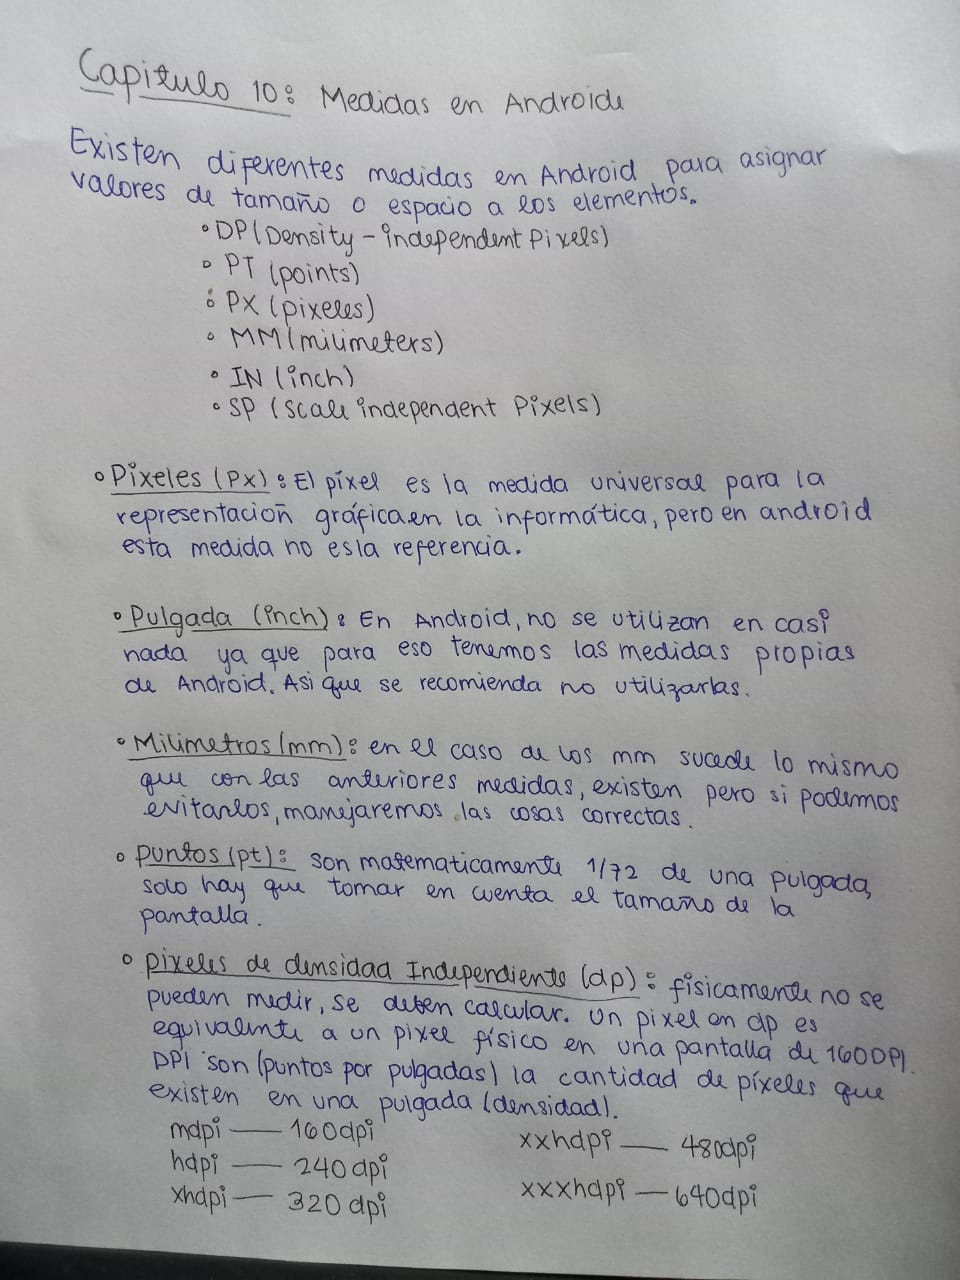 Capitulo 10: Medidas en Androide
Existen diferentes medidas en Android para asignar
valores de tamaño o espacio a los elementos.
• DP (Density - independent Pixels)
• PT (points)
• PX (pixeles)
• MM (milimeters)
• IN (inch)
• SP (scale independent Pixels)
• Pixeles (Px): El píxel es la medida universal para la
representación gráfica en la informática, pero en android
esta medida no es la referencia.
• Pulgada (inch): En Android, no se utilizan en casi
nada ya que para eso tenemos las medidas propias
de Android. Asi que se recomienda no utilizarlas.
• Milimetros (mm): en el caso de los mm sucede lo mismo
que con las anteriores medidas, existen pero si podemos
evitarlos, manejaremos las cosas correctas.
• puntos (pt): son matematicamente 1/72 de una pulgada,
solo hay que tomar en cuenta el tamaño de la
pantalla.
• pixeles de densidad Independiente (dp): físicamente no se
pueden medir, se deben calcular. Un pixel en dp es
equivalente a un pixel físico en una pantalla de 160DPI.
DPI son (puntos por pulgadas) la cantidad de píxeles que
existen en una pulgada (densidad).
mdpi — 160dpi
hdpi — 240dpi
xhdpi — 320dpi
xxhdpi — 480dpi
xxxhdpi — 640dpi